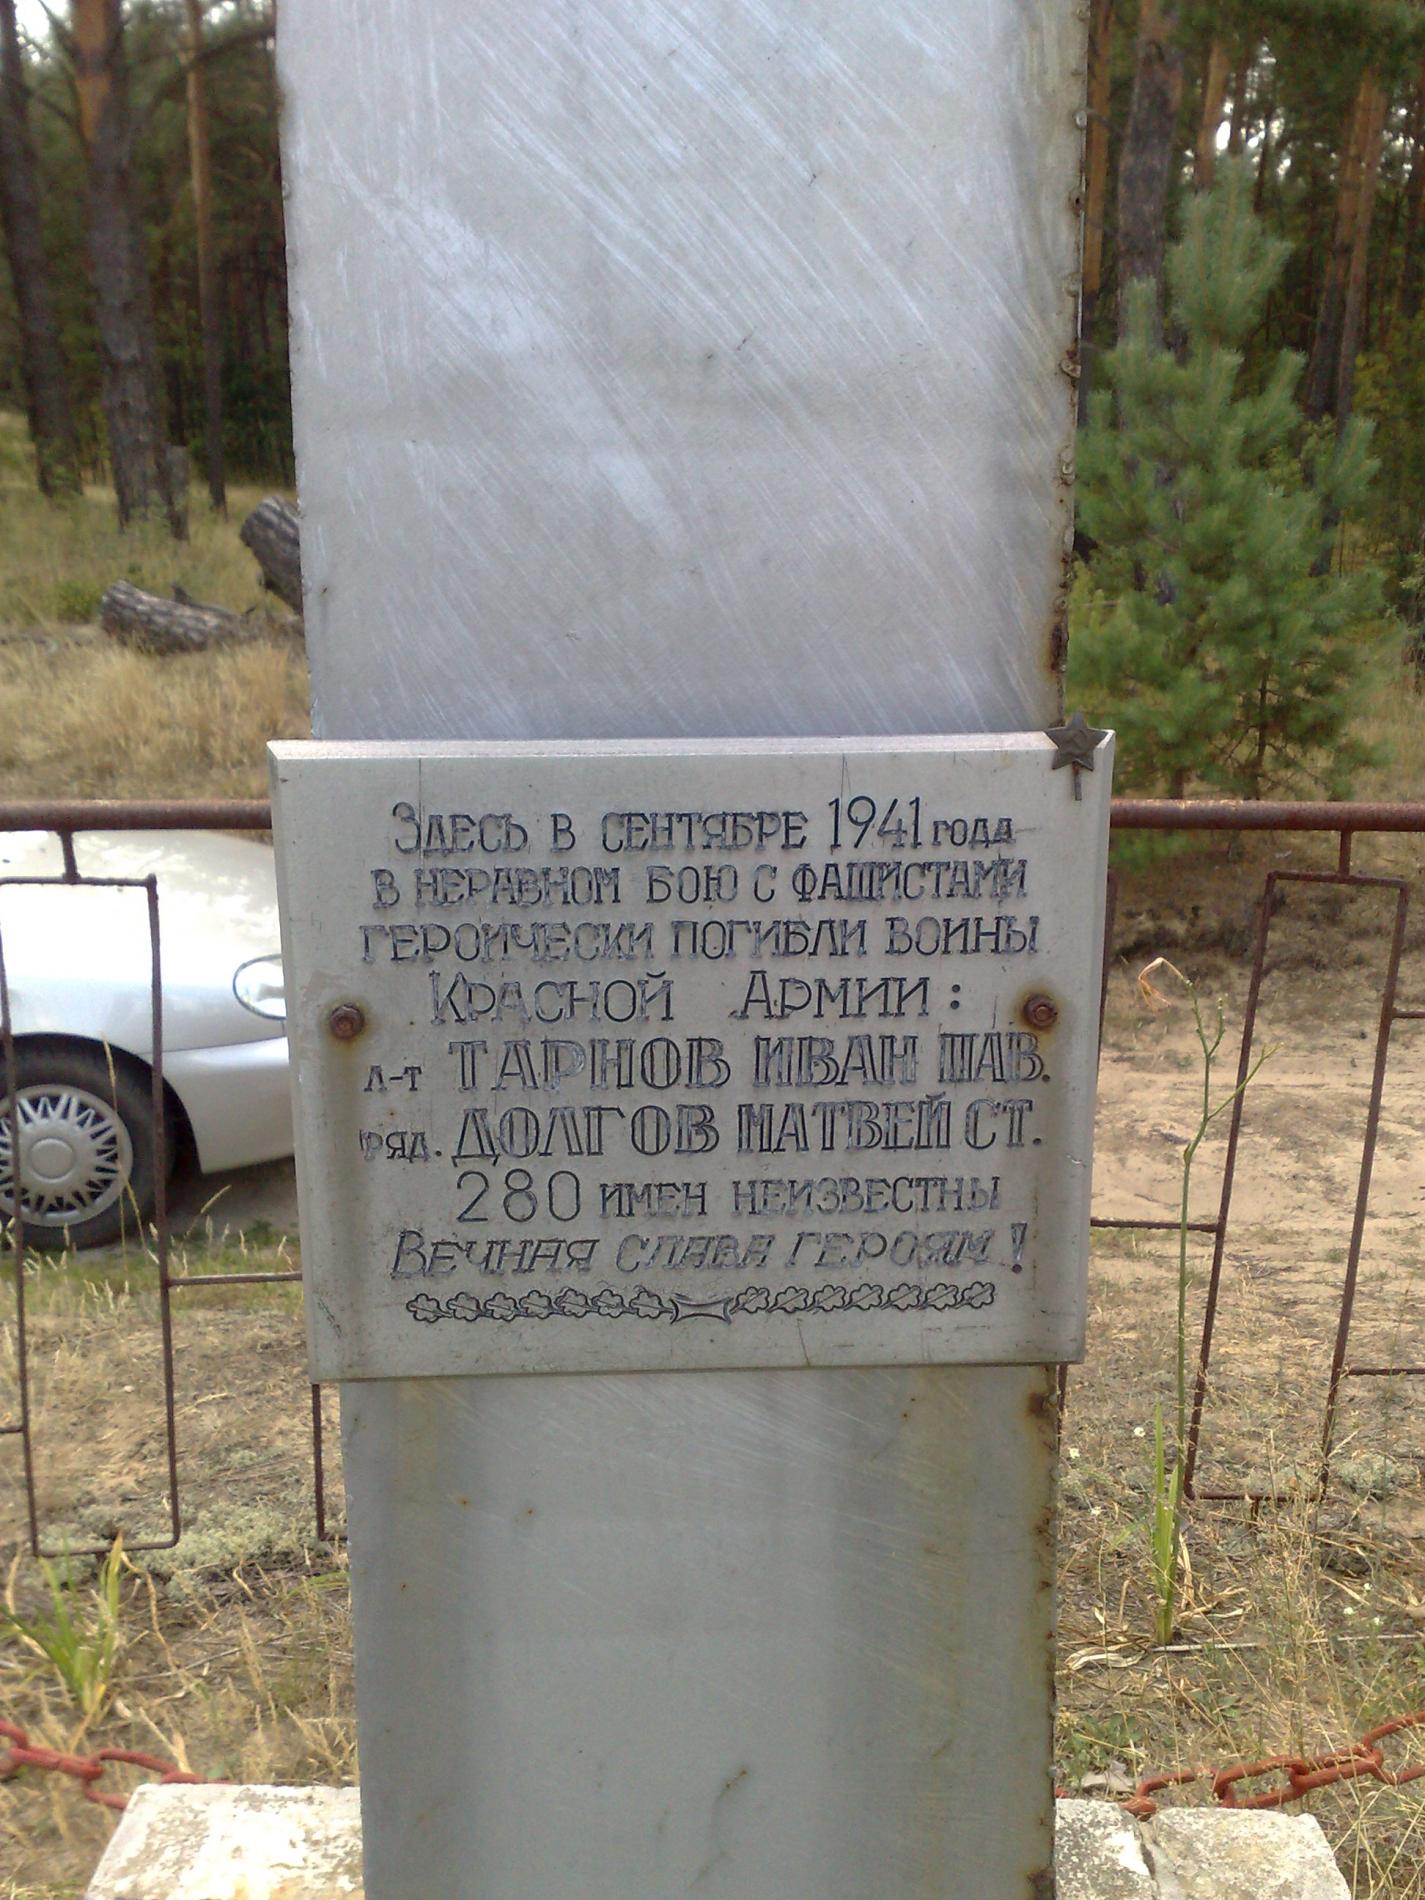 Здесь в сентябре 1941 года
в неравном бою с фашистами
героически погибли воины
Красной Армии:
л-т ТАРНОВ ИВАН ПАВ.
ряд. ДОЛГОВ МАТВЕЙ СТ.
280 имен неизвестны
Вечная слава героям!